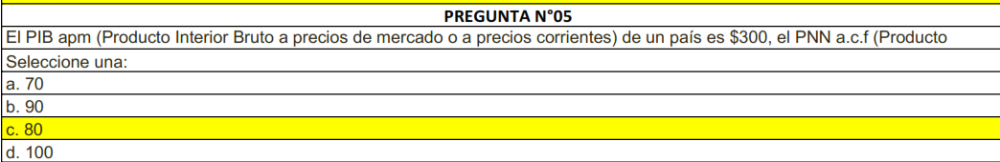 PREGUNTA N°05
El PIB apm (Producto Interior Bruto a precios de mercado o a precios corrientes) de un país es $300, el PNN a.c.f (Producto
Seleccione una:
a. 70
b. 90
c. 80
d. 100